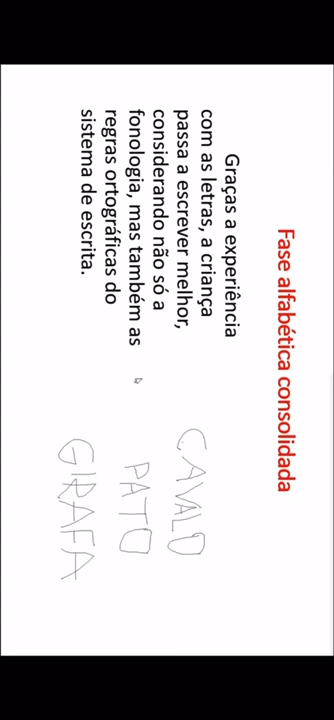 Fase alfabética consolidada
Graças a experiência
com as letras, a criança
passa a escrever melhor,
considerando não só a
fonologia, mas também as
regras ortográficas do
sistema de escrita.
CAVALO
PATO
GIRAFA